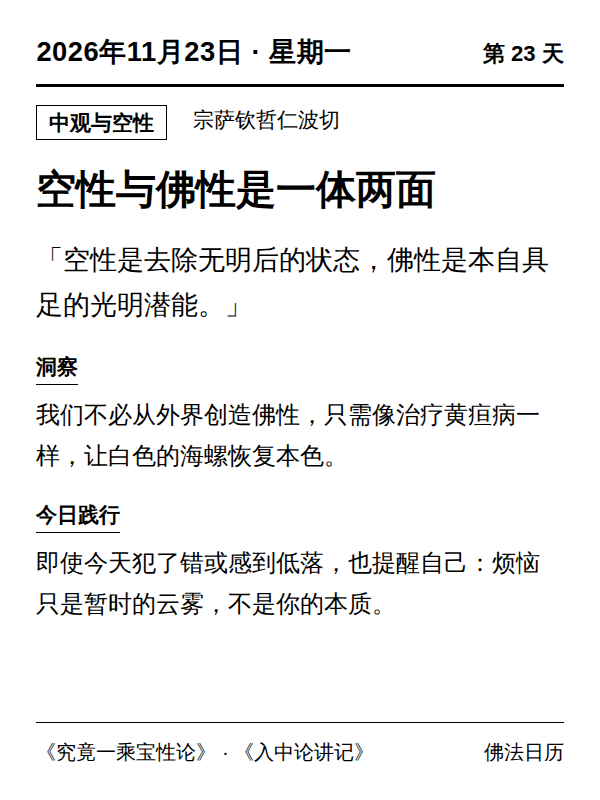 2026年11月23日 · 星期一
第 23 天
中观与空性
宗萨钦哲仁波切
空性与佛性是一体两面
「空性是去除无明后的状态，佛性是本自具
足的光明潜能。」
洞察
我们不必从外界创造佛性，只需像治疗黄疸病一
样，让白色的海螺恢复本色。
今日践行
即使今天犯了错或感到低落，也提醒自己：烦恼
只是暂时的云雾，不是你的本质。
《究竟一乘宝性论》 · 《入中论讲记》
佛法日历